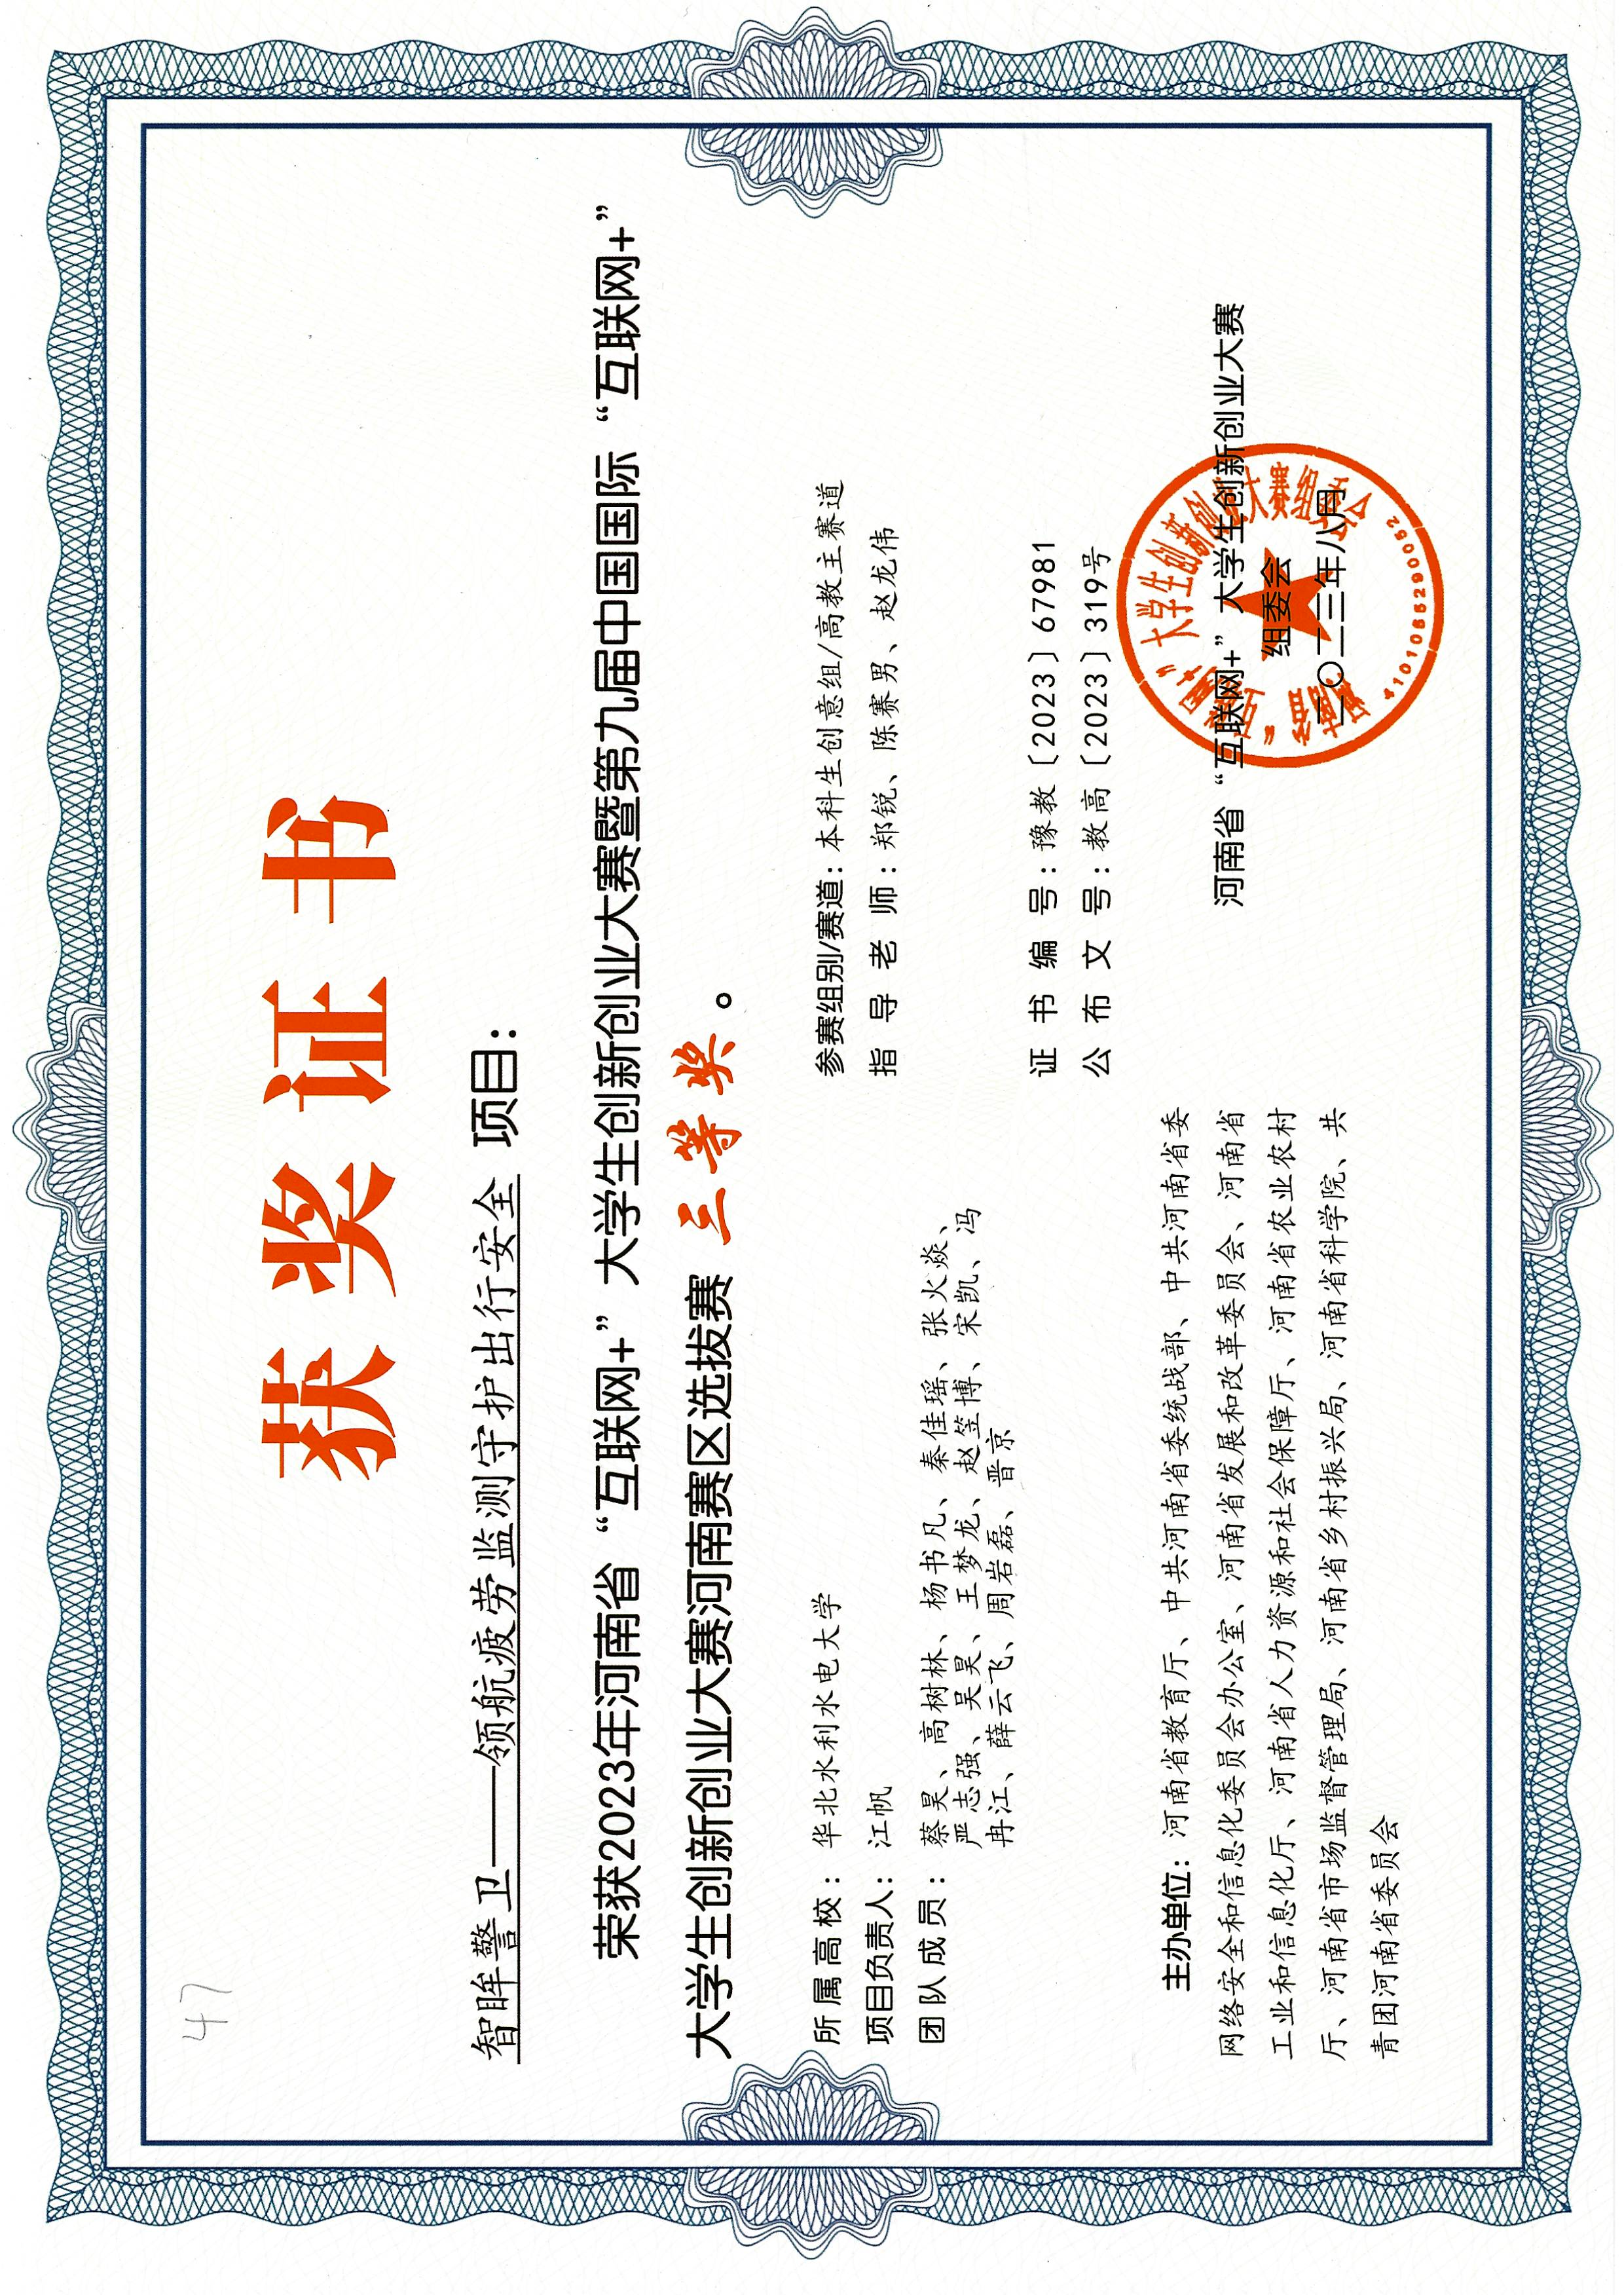 47
获奖证书
智眸警卫——领航疲劳监测守护出行安全 项目：
荣获2023年河南省“互联网+”大学生创新创业大赛暨第九届中国国际“互联网+”
大学生创新创业大赛河南赛区选拔赛 三等奖。
所属高校：华北水利水电大学
项目负责人：江帆
团队成员：蔡昊、高树林、杨书凡、秦佳瑶、张火焱、
严志强、吴昊、王梦龙、赵笠博、宋凯、冯
冉江、薛云飞、周岩磊、晋京
参赛组别/赛道：本科生创意组/高教主赛道
指导老师：郑锐、陈赛男、赵龙伟
证书编号：豫教〔2023〕67981
公布文号：教高〔2023〕319号
主办单位：河南省教育厅、中共河南省委统战部、中共河南省委
网络安全和信息化委员会办公室、河南省发展和改革委员会、河南省
工业和信息化厅、河南省人力资源和社会保障厅、河南省农业农村
厅、河南省市场监督管理局、河南省乡村振兴局、河南省科学院、共
青团河南省委员会
河南省“互联网+”大学生创新创业大赛
组委会
二〇二三年八月
河南省“互联网+”大学生创新创业大赛组委会
4101055290052